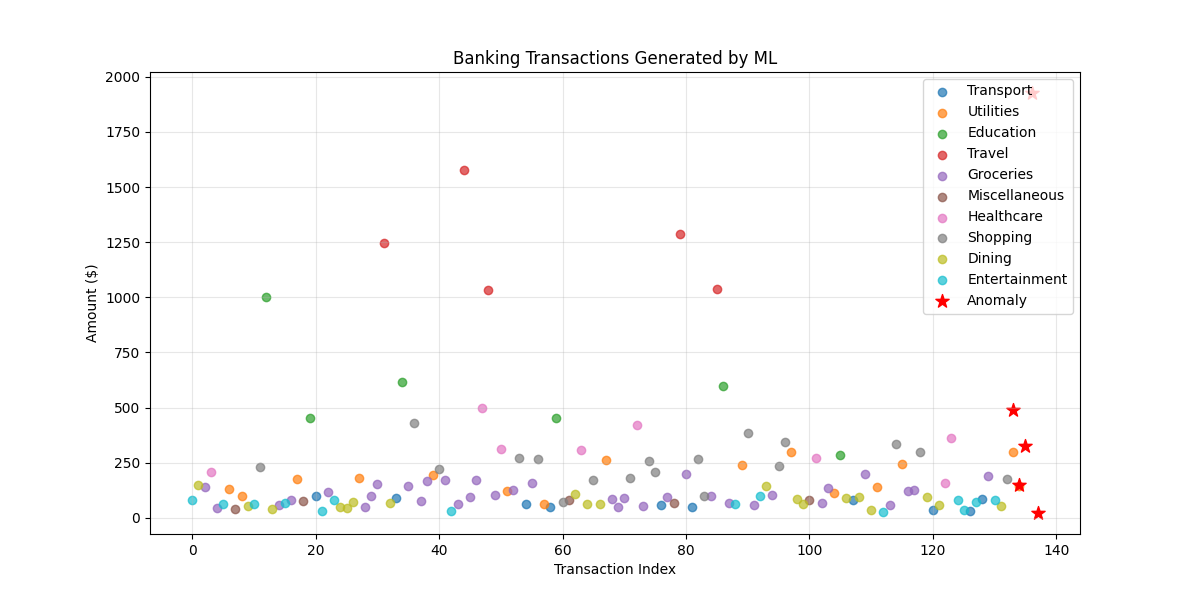 Banking Transactions Generated by ML
2000
1750
1500
1250
1000
750
500
250
0
Amount ($)
0
20
40
60
80
100
120
140
Transaction Index
Transport
Utilities
Education
Travel
Groceries
Miscellaneous
Healthcare
Shopping
Dining
Entertainment
Anomaly